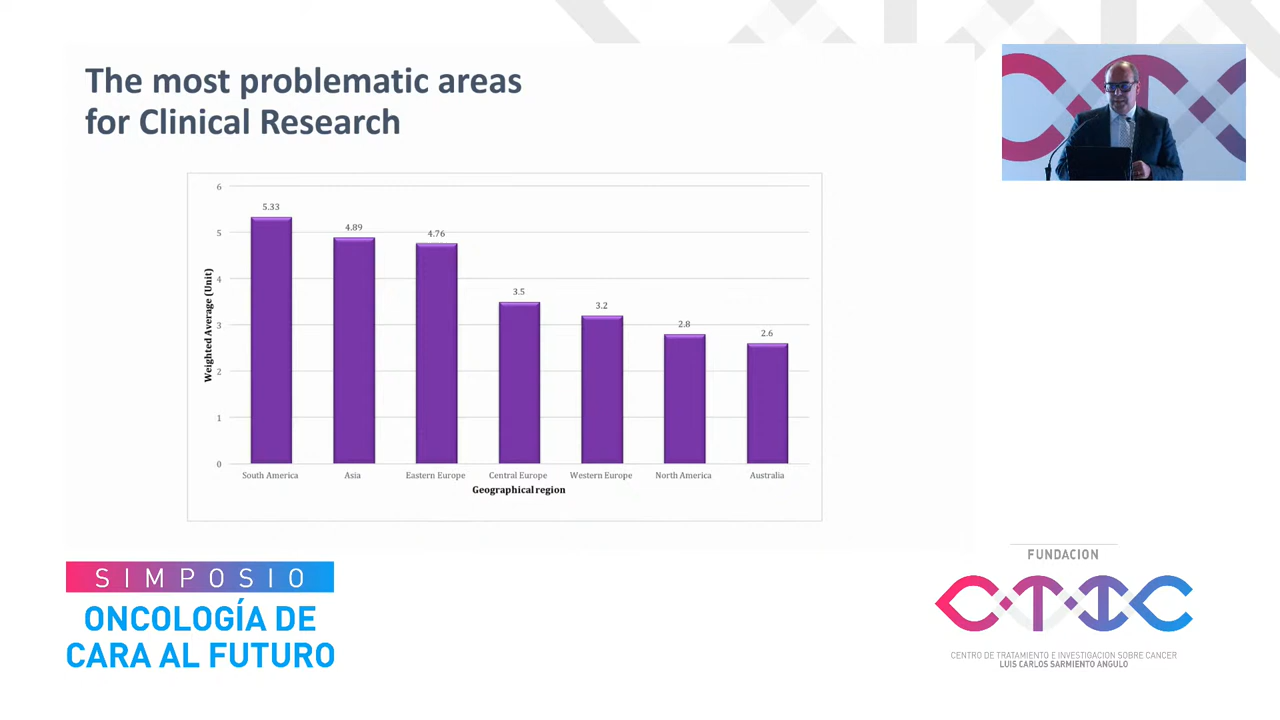 The most problematic areas
for Clinical Research
6
5
4
3
2
1
0
Weighted Average (Unit)
5.33
4.89
4.76
3.5
3.2
2.8
2.6
South America
Asia
Eastern Europe
Central Europe
Western Europe
North America
Australia
Geographical region
SIMPOSIO
ONCOLOGÍA DE
CARA AL FUTURO
FUNDACION
CTIC
CENTRO DE TRATAMIENTO E INVESTIGACION SOBRE CANCER
LUIS CARLOS SARMIENTO ANGULO